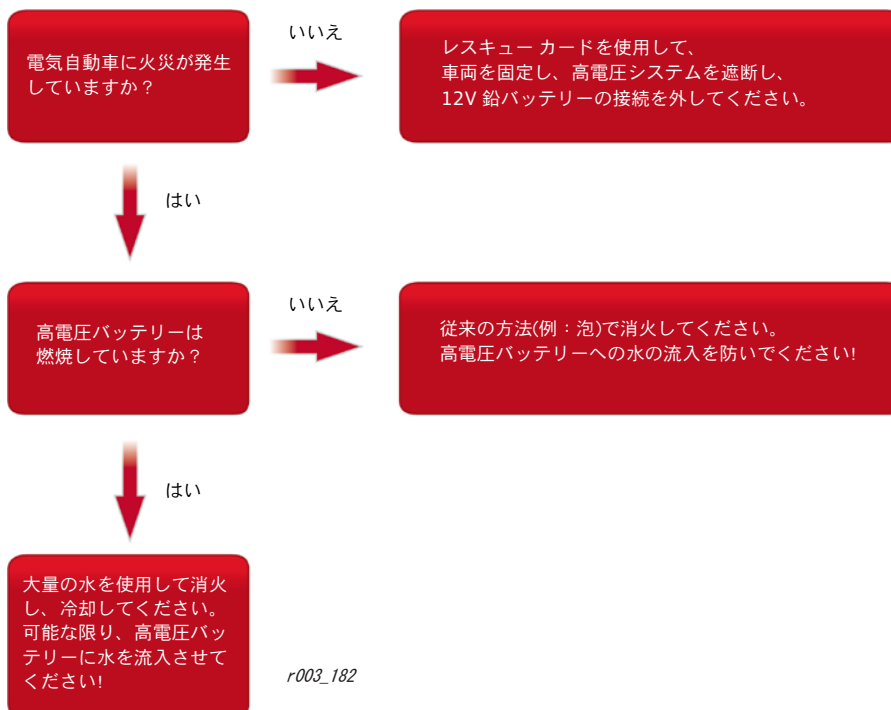 電気自動車に火災が発生
していますか？
いいえ
レスキュー カードを使用して、
車両を固定し、高電圧システムを遮断し、
12V 鉛バッテリーの接続を外してください。
はい
高電圧バッテリーは
燃焼していますか？
いいえ
従来の方法(例：泡)で消火してください。
高電圧バッテリーへの水の流入を防いでください!
はい
大量の水を使用して消火
し、冷却してください。
可能な限り、高電圧バッ
テリーに水を流入させて
ください!
r003_182